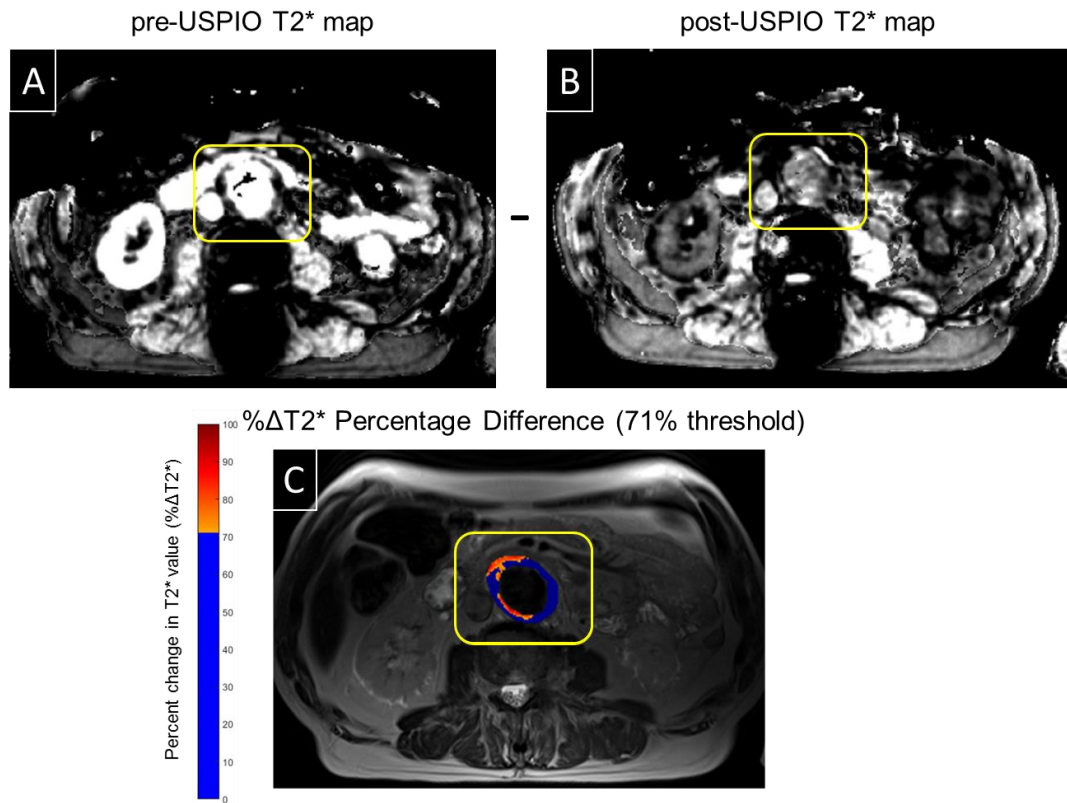 pre-USPIO T2* map
post-USPIO T2* map
A
B
-
%ΔT2* Percentage Difference (71% threshold)
C
Percent change in T2* value (%ΔT2*)
100
90
80
70
60
50
40
30
20
10
0